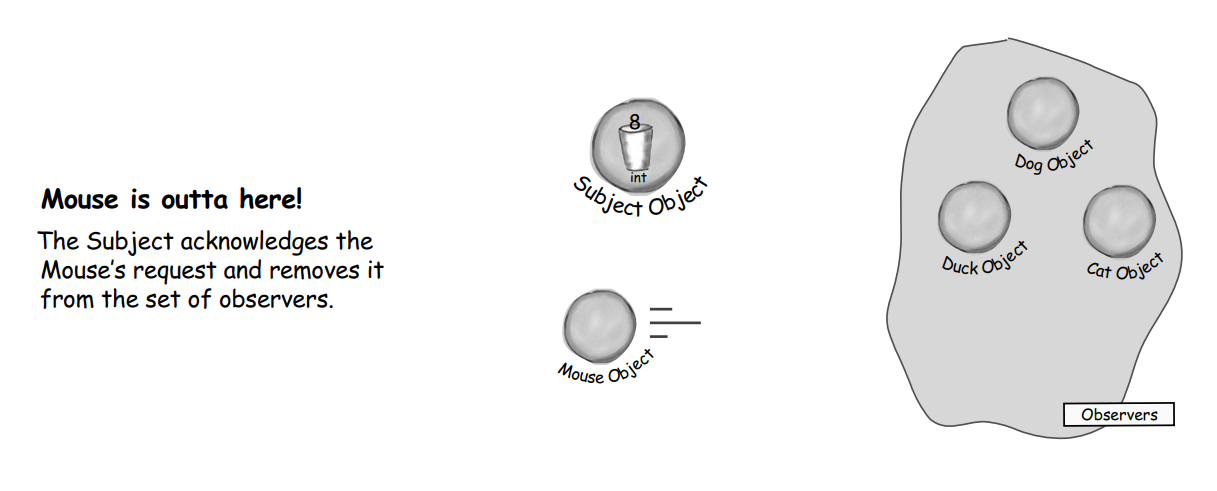 Mouse is outta here!
The Subject acknowledges the
Mouse's request and removes it
from the set of observers.
8
int
Subject Object
Mouse Object
Dog Object
Duck Object
Cat Object
Observers